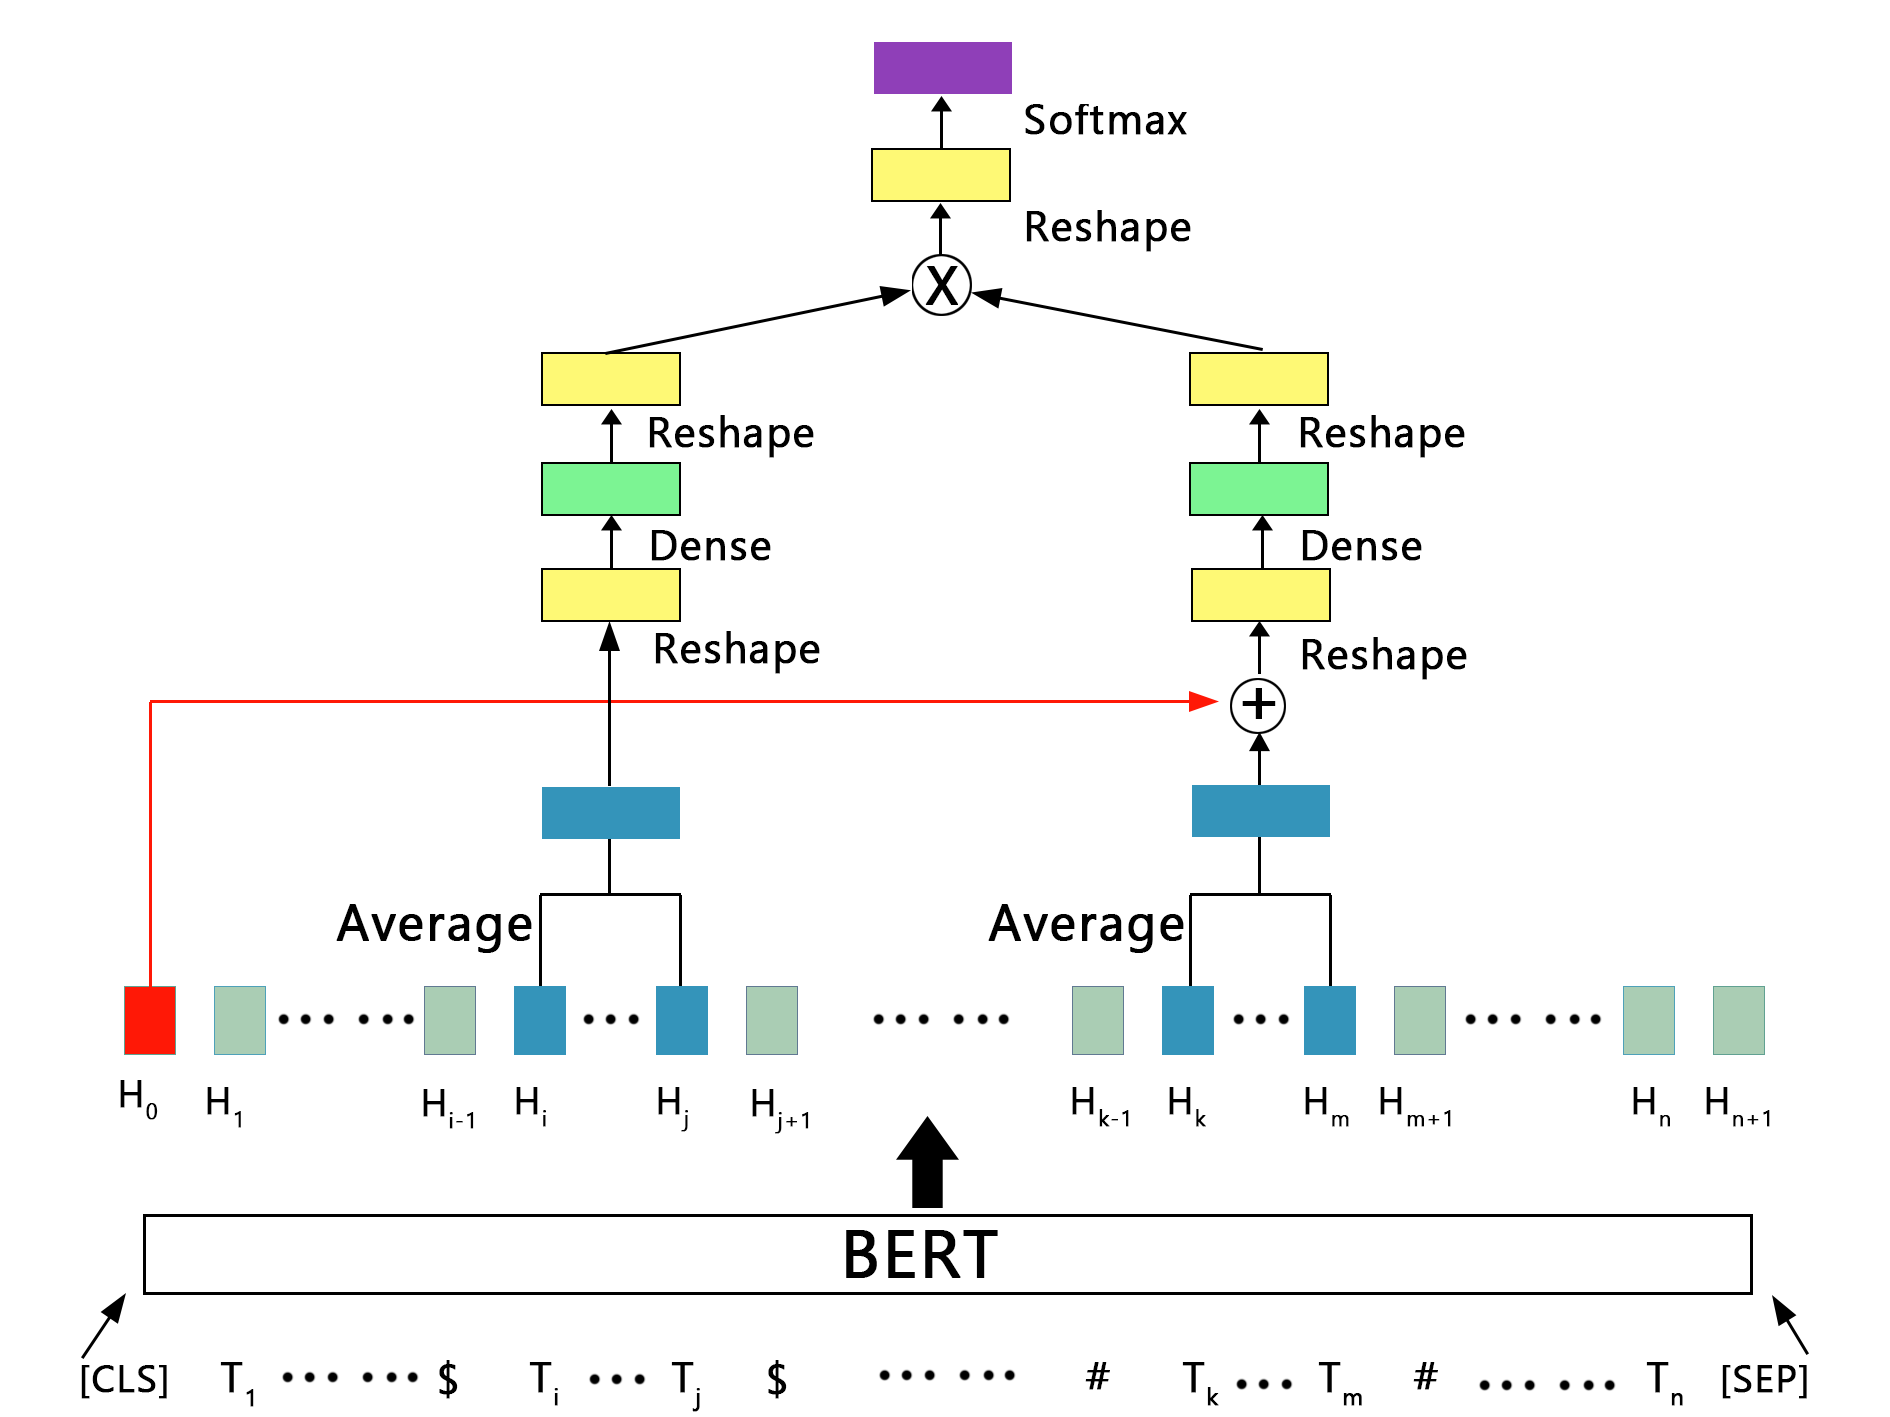 Softmax
Reshape
X
Reshape Reshape
Dense Dense
Reshape Reshape
+
Average Average
H0 H1 Hi-1 Hi Hj Hj+1 Hk-1 Hk Hm Hm+1 Hn Hn+1
BERT
[CLS] T1 ··· ··· $ Ti ··· Tj $ ··· ··· # Tk ··· Tm # ··· ··· Tn [SEP]